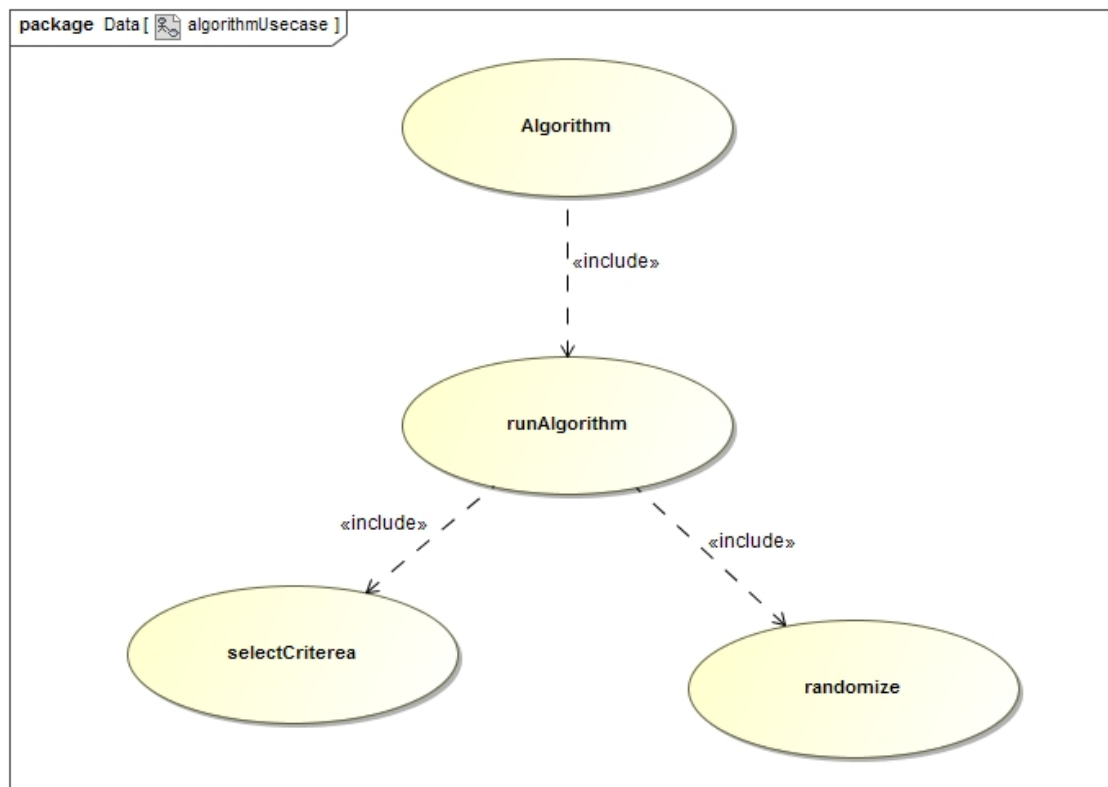 package Data [ algorithmUsecase ]
Algorithm
«include»
runAlgorithm
«include»
«include»
selectCriterea
randomize